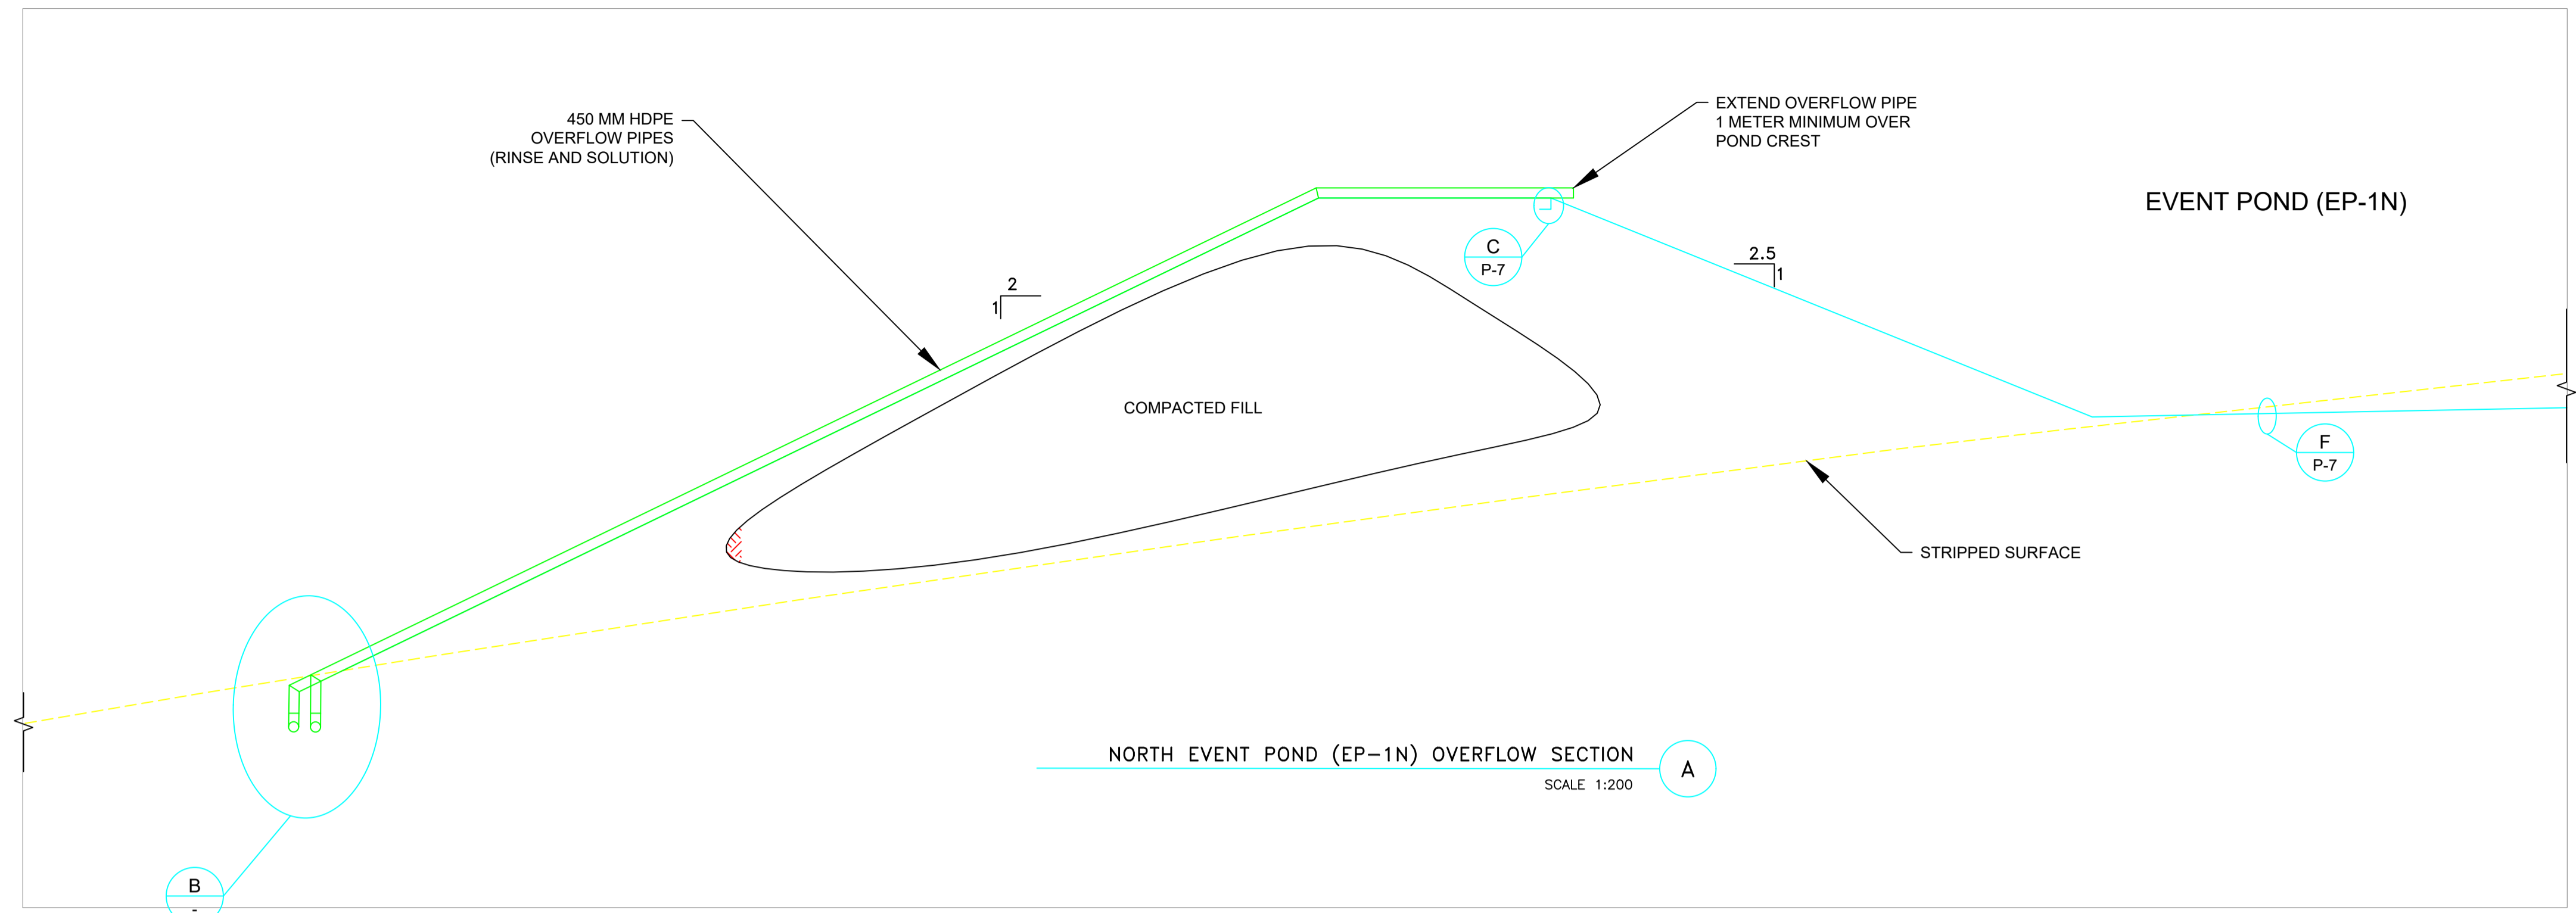 450 MM HDPE
OVERFLOW PIPES
(RINSE AND SOLUTION)
EXTEND OVERFLOW PIPE
1 METER MINIMUM OVER
POND CREST
EVENT POND (EP-1N)
C
P-7
2.5
1
2
1
COMPACTED FILL
F
P-7
STRIPPED SURFACE
NORTH EVENT POND (EP-1N) OVERFLOW SECTION
A
SCALE 1:200
B
-